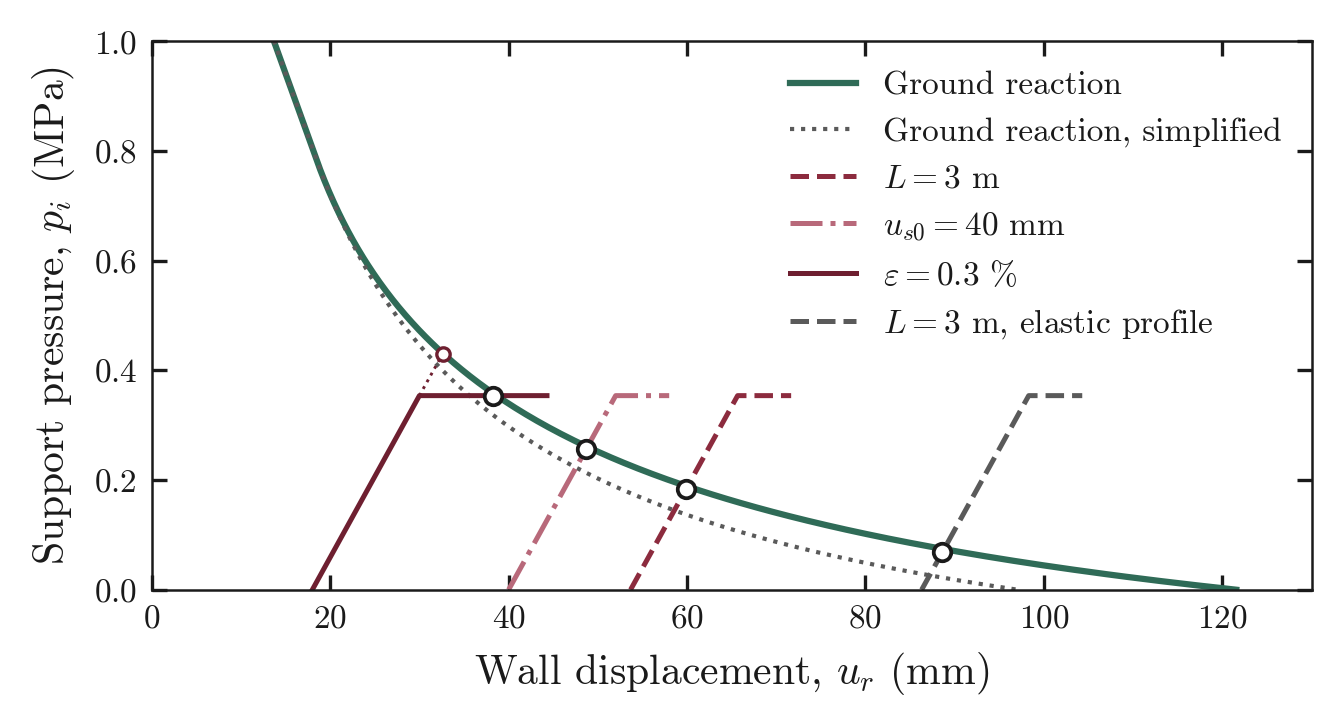 1.0
0.8
0.6
0.4
0.2
0.0
0 20 40 60 80 100 120
Support pressure, p_i (MPa)
Wall displacement, u_r (mm)
Ground reaction
Ground reaction, simplified
L = 3 m
u_{s0} = 40 mm
ε = 0.3 %
L = 3 m, elastic profile